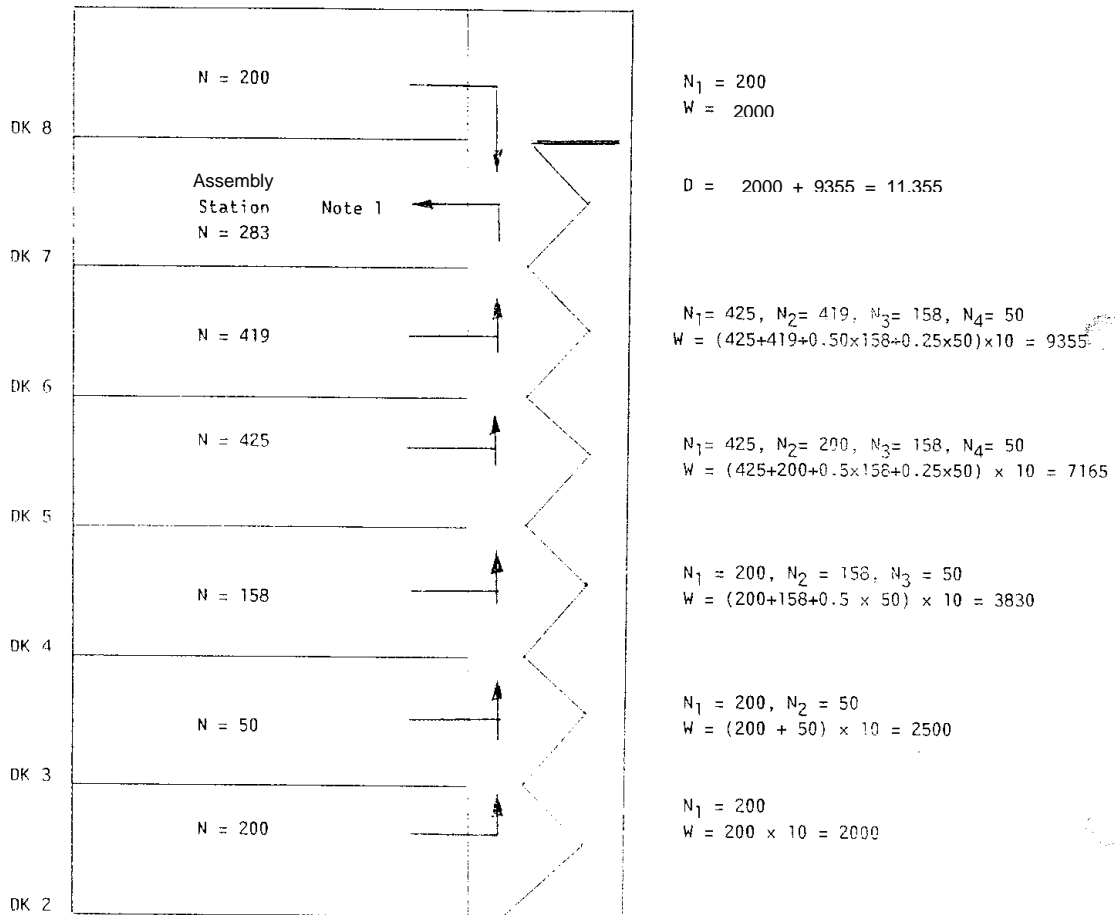 N = 200
N1 = 200
W = 2000
DK 8
Assembly
Station Note 1
N = 283
D = 2000 + 9355 = 11.355
DK 7
N = 419
N1= 425, N2= 419, N3= 158, N4= 50
W = (425+419+0.50x158+0.25x50)x10 = 9355
DK 6
N = 425
N1= 425, N2= 200, N3= 158, N4= 50
W = (425+200+0.5x158+0.25x50) x 10 = 7165
DK 5
N = 158
N1 = 200, N2 = 158, N3 = 50
W = (200+158+0.5 x 50) x 10 = 3830
DK 4
N = 50
N1 = 200, N2 = 50
W = (200 + 50) x 10 = 2500
DK 3
N = 200
N1 = 200
W = 200 x 10 = 2000
DK 2